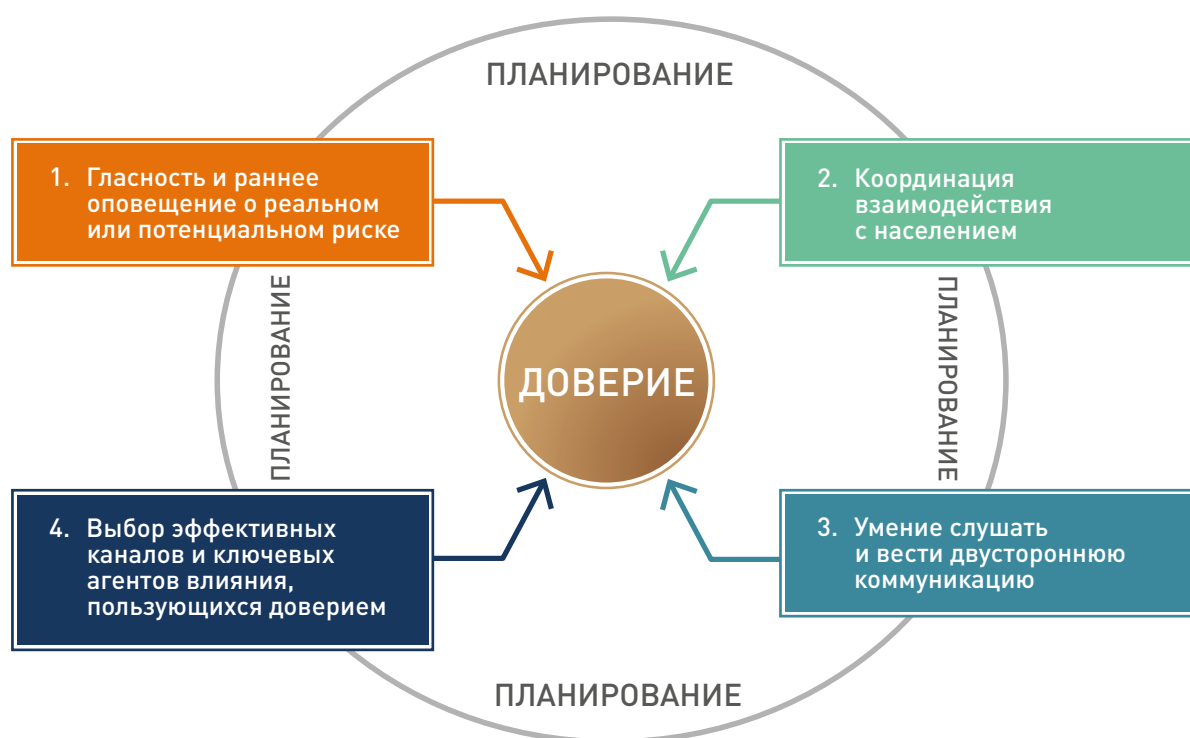 ПЛАНИРОВАНИЕ
1. Гласность и раннее
оповещение о реальном
или потенциальном риске
2. Координация
взаимодействия
с населением
ПЛАНИРОВАНИЕ
ДОВЕРИЕ
ПЛАНИРОВАНИЕ
4. Выбор эффективных
каналов и ключевых
агентов влияния,
пользующихся доверием
3. Умение слушать
и вести двустороннюю
коммуникацию
ПЛАНИРОВАНИЕ